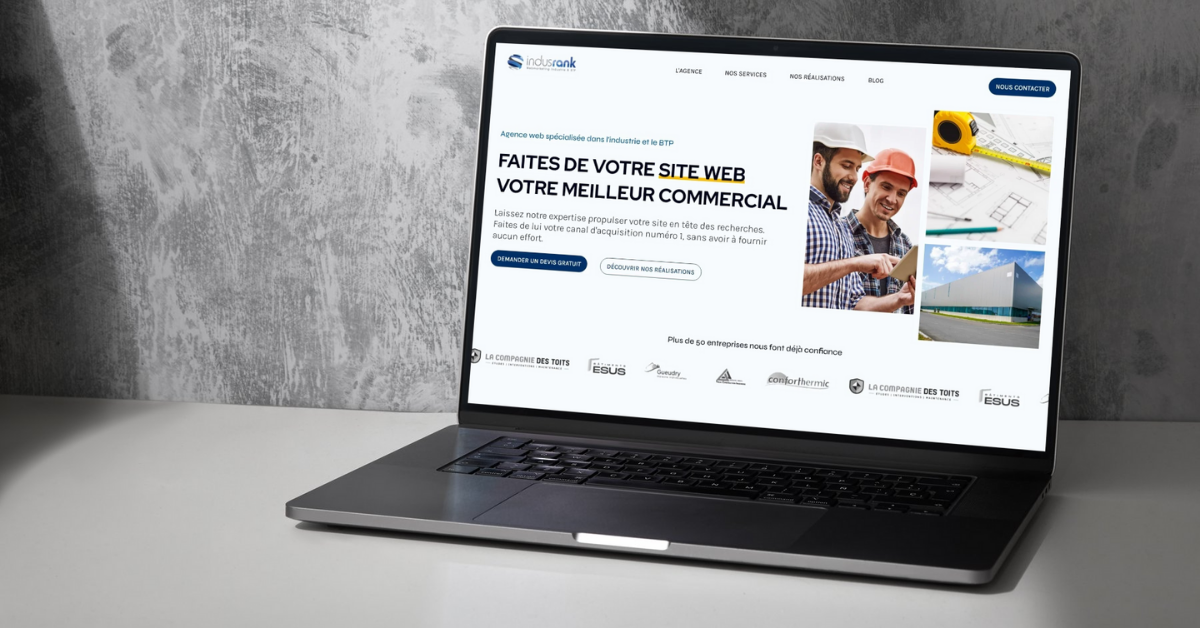 indusrank
L'AGENCE
NOS SERVICES
NOS RÉALISATIONS
BLOG
NOUS CONTACTER
Agence web spécialisée dans l'industrie et le BTP
FAITES DE VOTRE SITE WEB
VOTRE MEILLEUR COMMERCIAL
Laissez notre expertise propulser votre site en tête des recherches.
Faites de lui votre canal d'acquisition numéro 1, sans avoir à fournir
aucun effort.
DEMANDER UN DEVIS GRATUIT
DÉCOUVRIR NOS RÉALISATIONS
Plus de 50 entreprises nous font déjà confiance
LA COMPAGNIE DES TOITS
ESUS
Gueudry
conforthermic
LA COMPAGNIE DES TOITS
ESUS